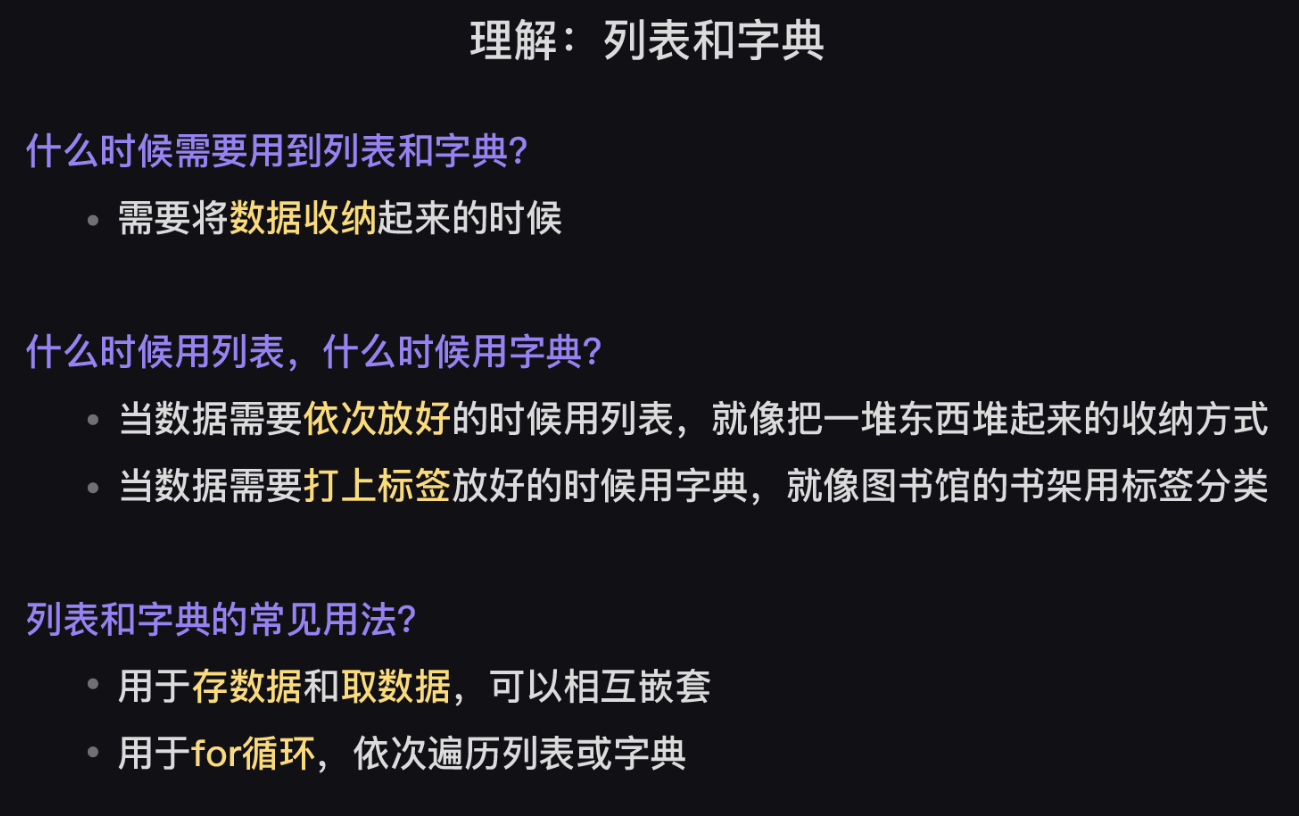 理解：列表和字典
什么时候需要用到列表和字典？
需要将数据收纳起来的时候
什么时候用列表，什么时候用字典？
当数据需要依次放好的时候用列表，就像把一堆东西堆起来的收纳方式
当数据需要打上标签放好的时候用字典，就像图书馆的书架用标签分类
列表和字典的常见用法？
用于存数据和取数据，可以相互嵌套
用于for循环，依次遍历列表或字典